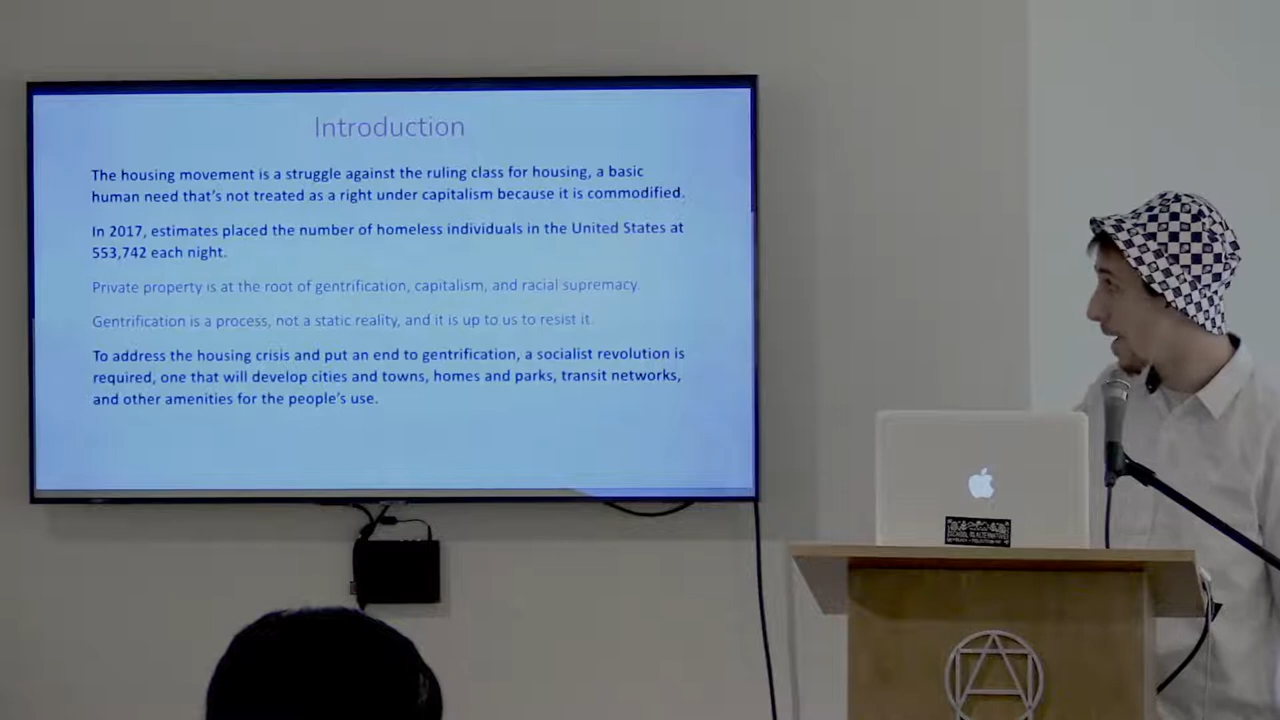 Introduction
The housing movement is a struggle against the ruling class for housing, a basic
human need that's not treated as a right under capitalism because it is commodified.
In 2017, estimates placed the number of homeless individuals in the United States at
553,742 each night.
Private property is at the root of gentrification, capitalism, and racial supremacy.
Gentrification is a process, not a static reality, and it is up to us to resist it.
To address the housing crisis and put an end to gentrification, a socialist revolution is
required, one that will develop cities and towns, homes and parks, transit networks,
and other amenities for the people's use.